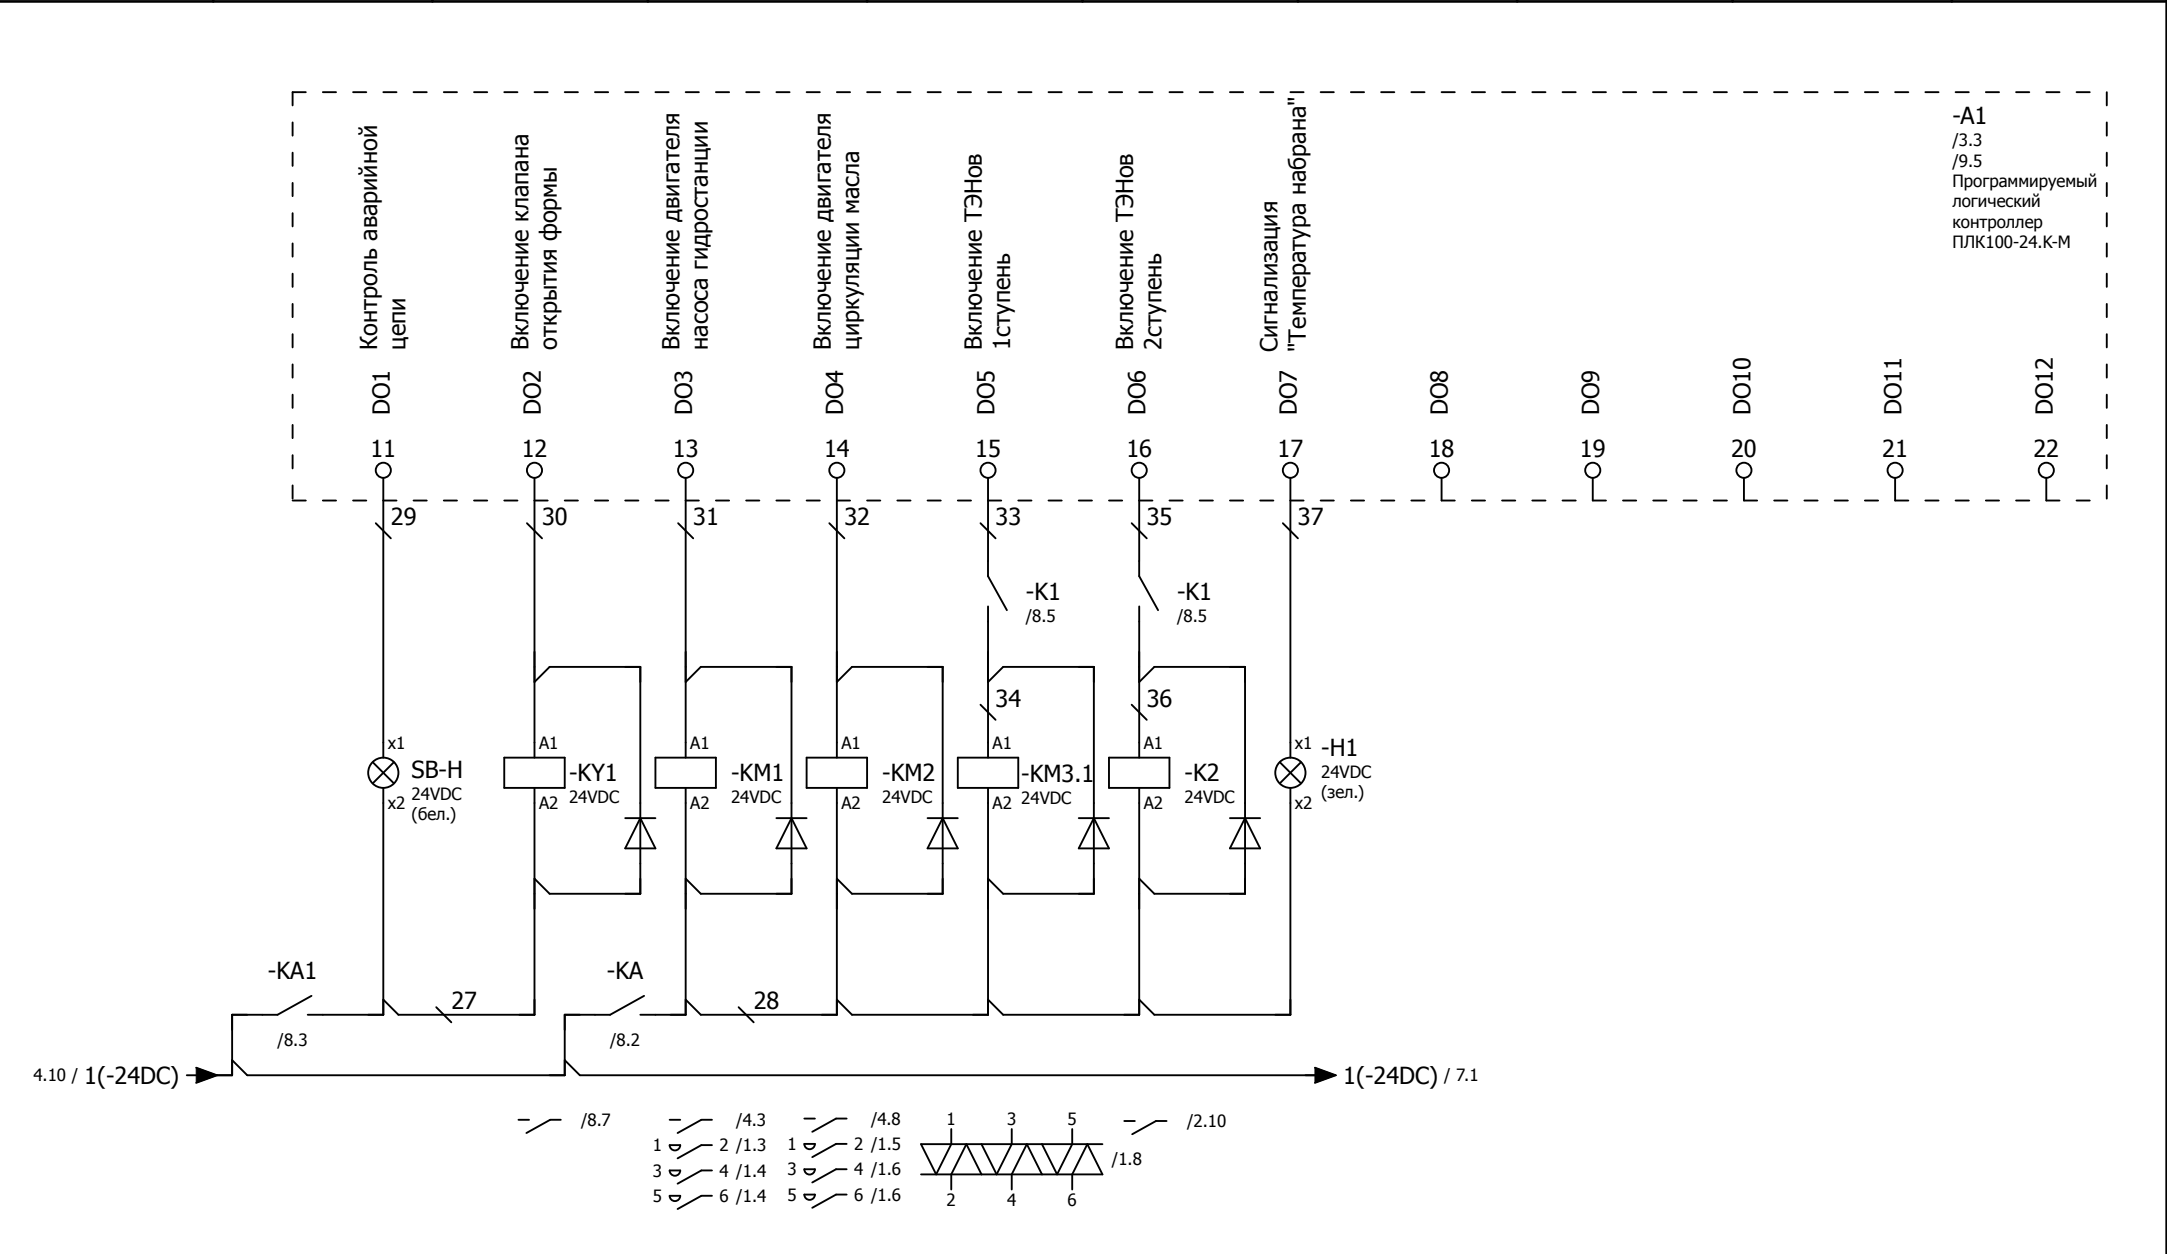 -A1
/3.3
/9.5
Программируемый
логический
контроллер
ПЛК100-24.K-M
Контроль аварийной
цепи
Включение клапана
открытия формы
Включение двигателя
насоса гидростанции
Включение двигателя
циркуляции масла
Включение ТЭНов
1ступень
Включение ТЭНов
2ступень
Сигнализация
"Температура набрана"
DO1 DO2 DO3 DO4 DO5 DO6 DO7 DO8 DO9 DO10 DO11 DO12
11 12 13 14 15 16 17 18 19 20 21 22
29 30 31 32 33 35 37
-K1 -K1
/8.5 /8.5
34 36
x1 A1 A1 A1 A1 A1 x1 -H1
SB-H -KY1 -KM1 -KM2 -KM3.1 -K2 24VDC
24VDC 24VDC 24VDC 24VDC 24VDC 24VDC (зел.)
x2 A2 A2 A2 A2 A2 x2
(бел.)
-KA1 -KA
27 28
/8.3 /8.2
4.10 / 1(-24DC) 1(-24DC) / 7.1
/8.7 /4.3 /4.8 1 3 5 /2.10
1 2 /1.3 1 2 /1.5
/1.8
3 4 /1.4 3 4 /1.6
5 6 /1.4 5 6 /1.6 2 4 6